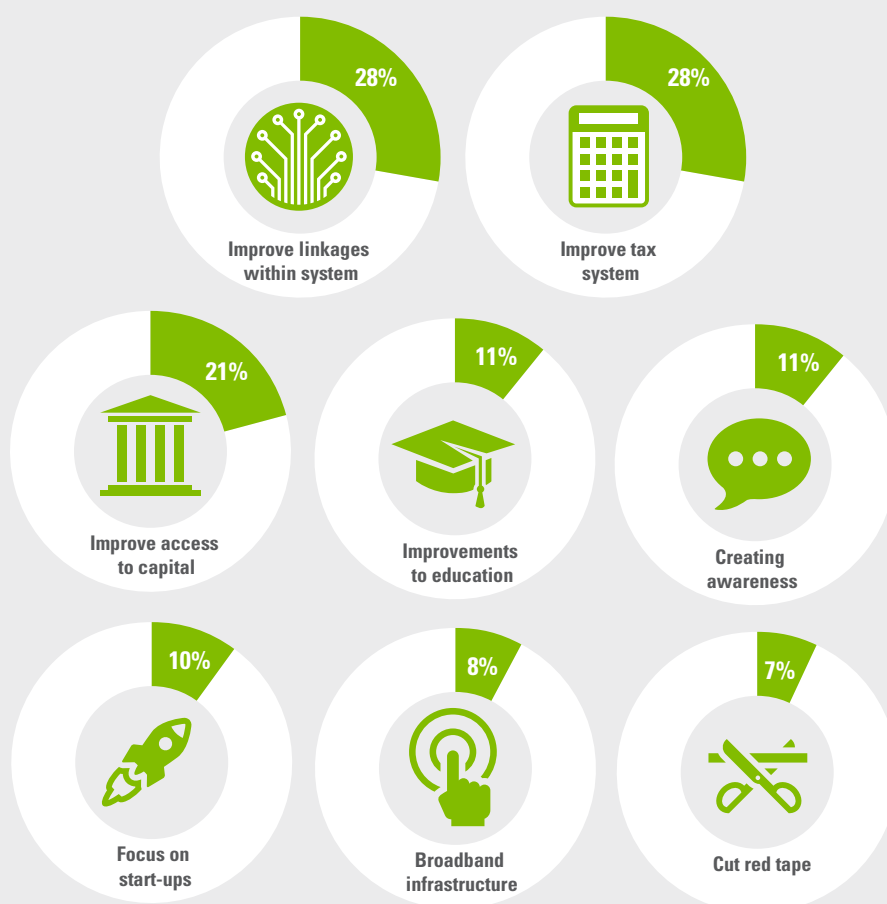 28%
Improve linkages
within system
28%
Improve tax
system
21%
Improve access
to capital
11%
Improvements
to education
11%
Creating
awareness
10%
Focus on
start-ups
8%
Broadband
infrastructure
7%
Cut red tape